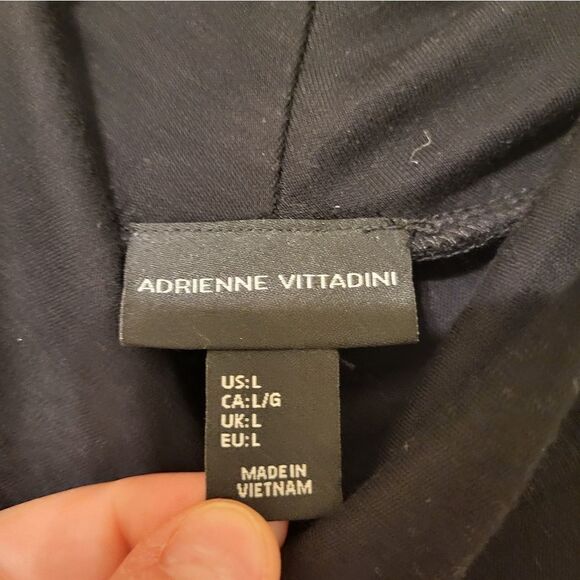 ADRIENNE VITTADINI
US:L
CA:L/G
UK:L
EU:L
MADE IN
VIETNAM